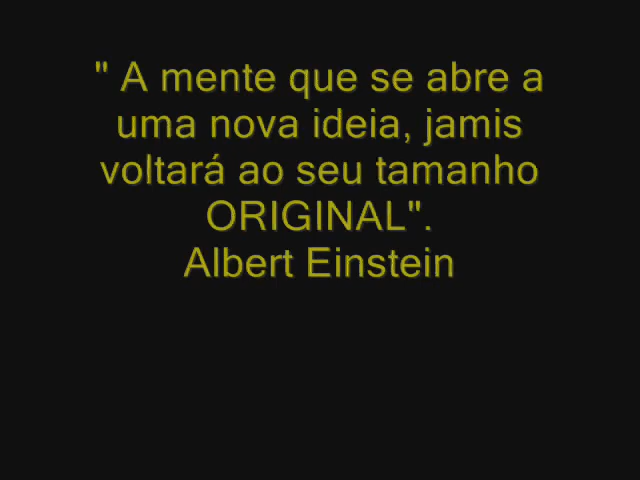 " A mente que se abre a
uma nova ideia, jamis
voltará ao seu tamanho
ORIGINAL".
Albert Einstein